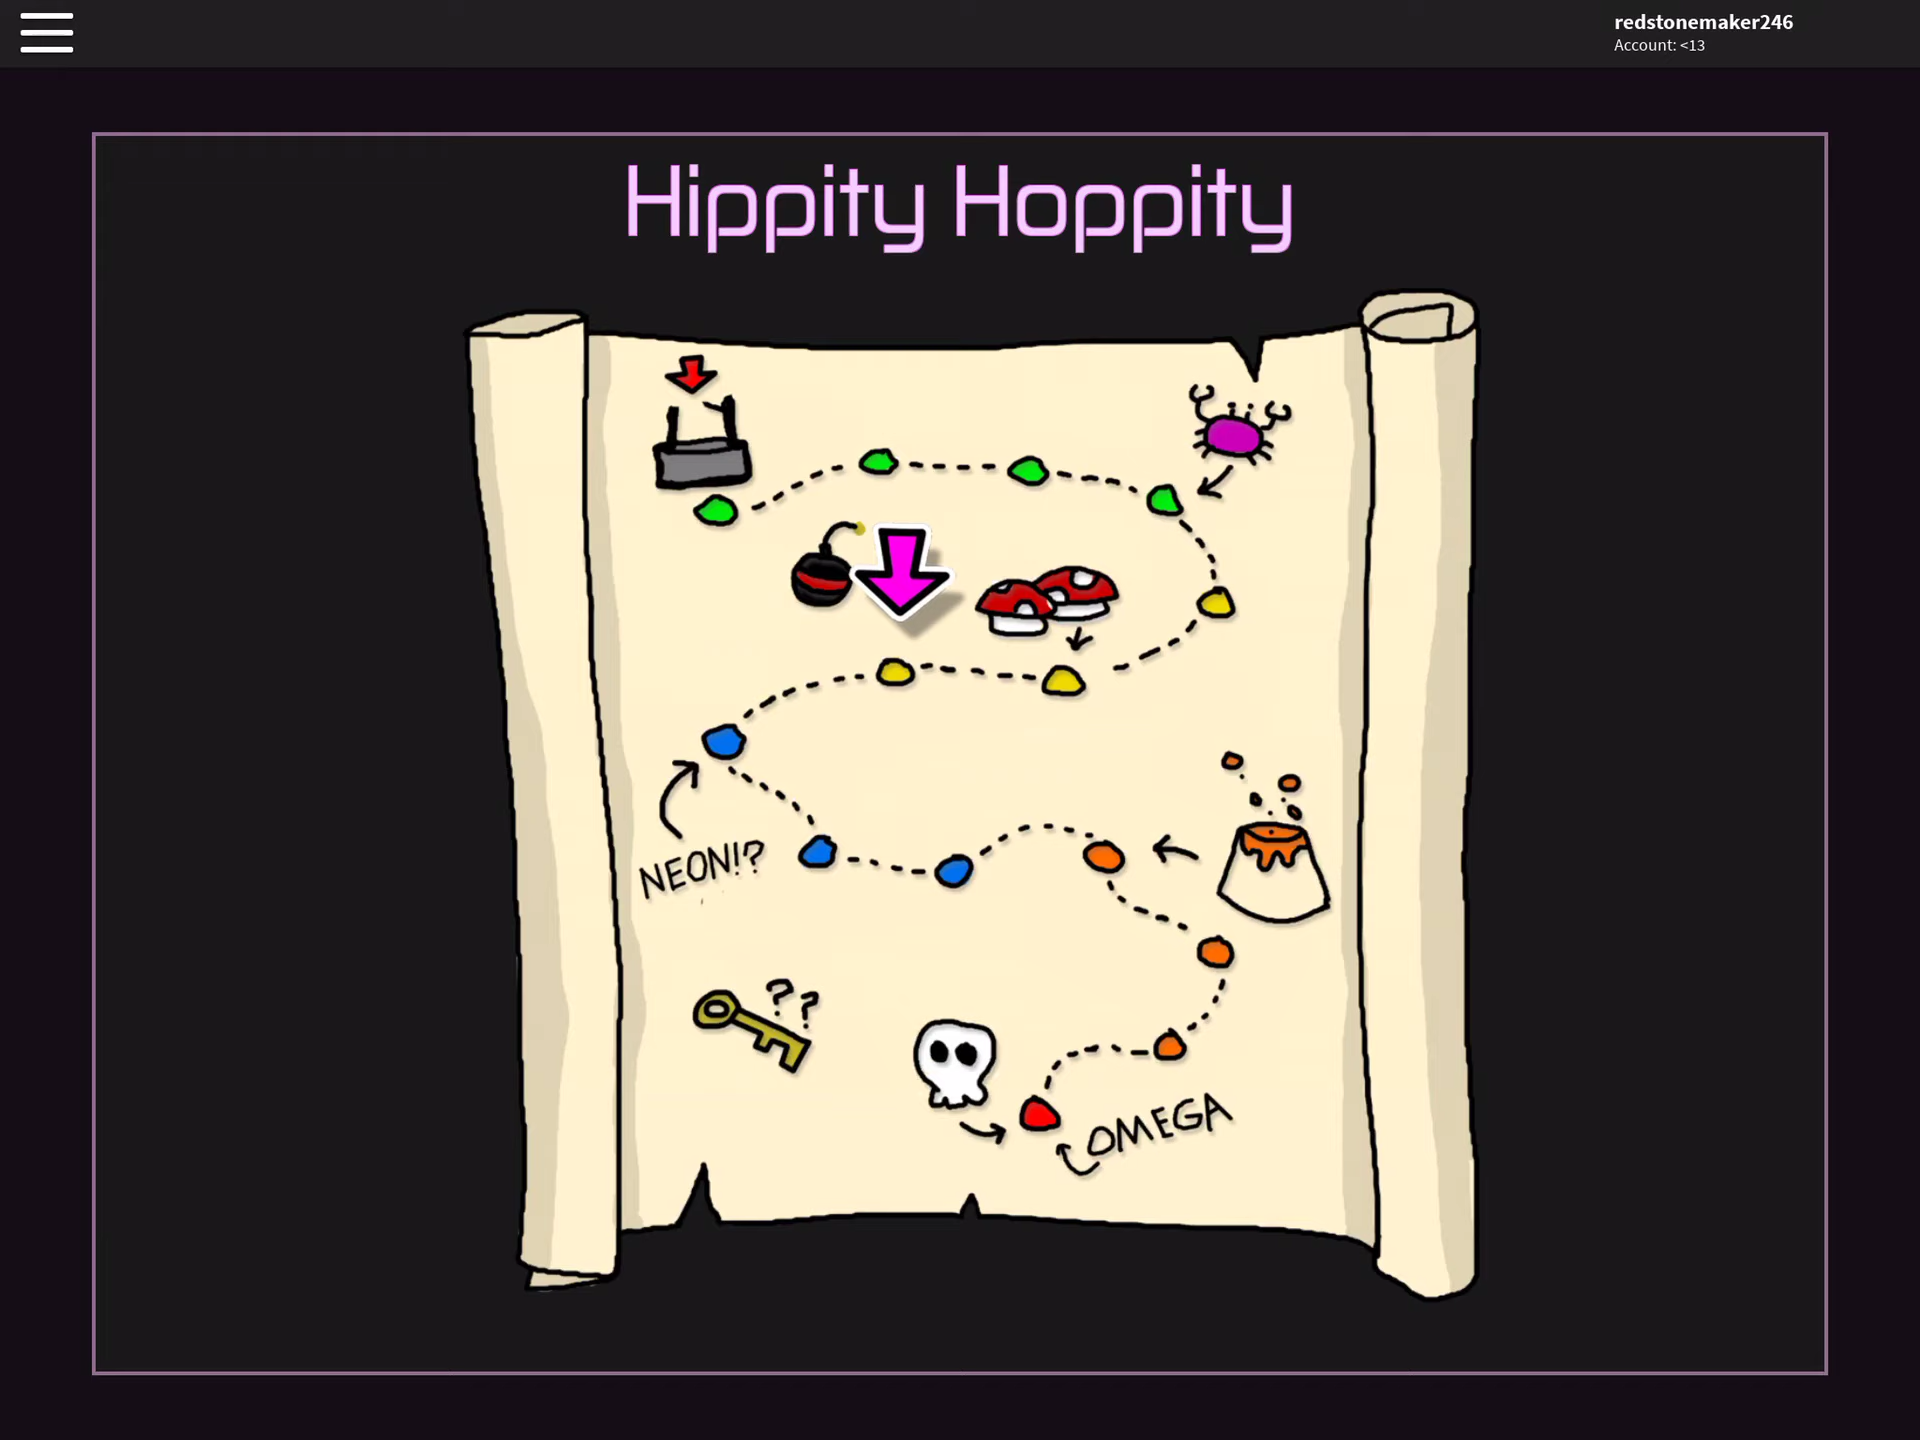 redstonemaker246
Account: <13
Hippity Hoppity
NEON!?
??
OMEGA